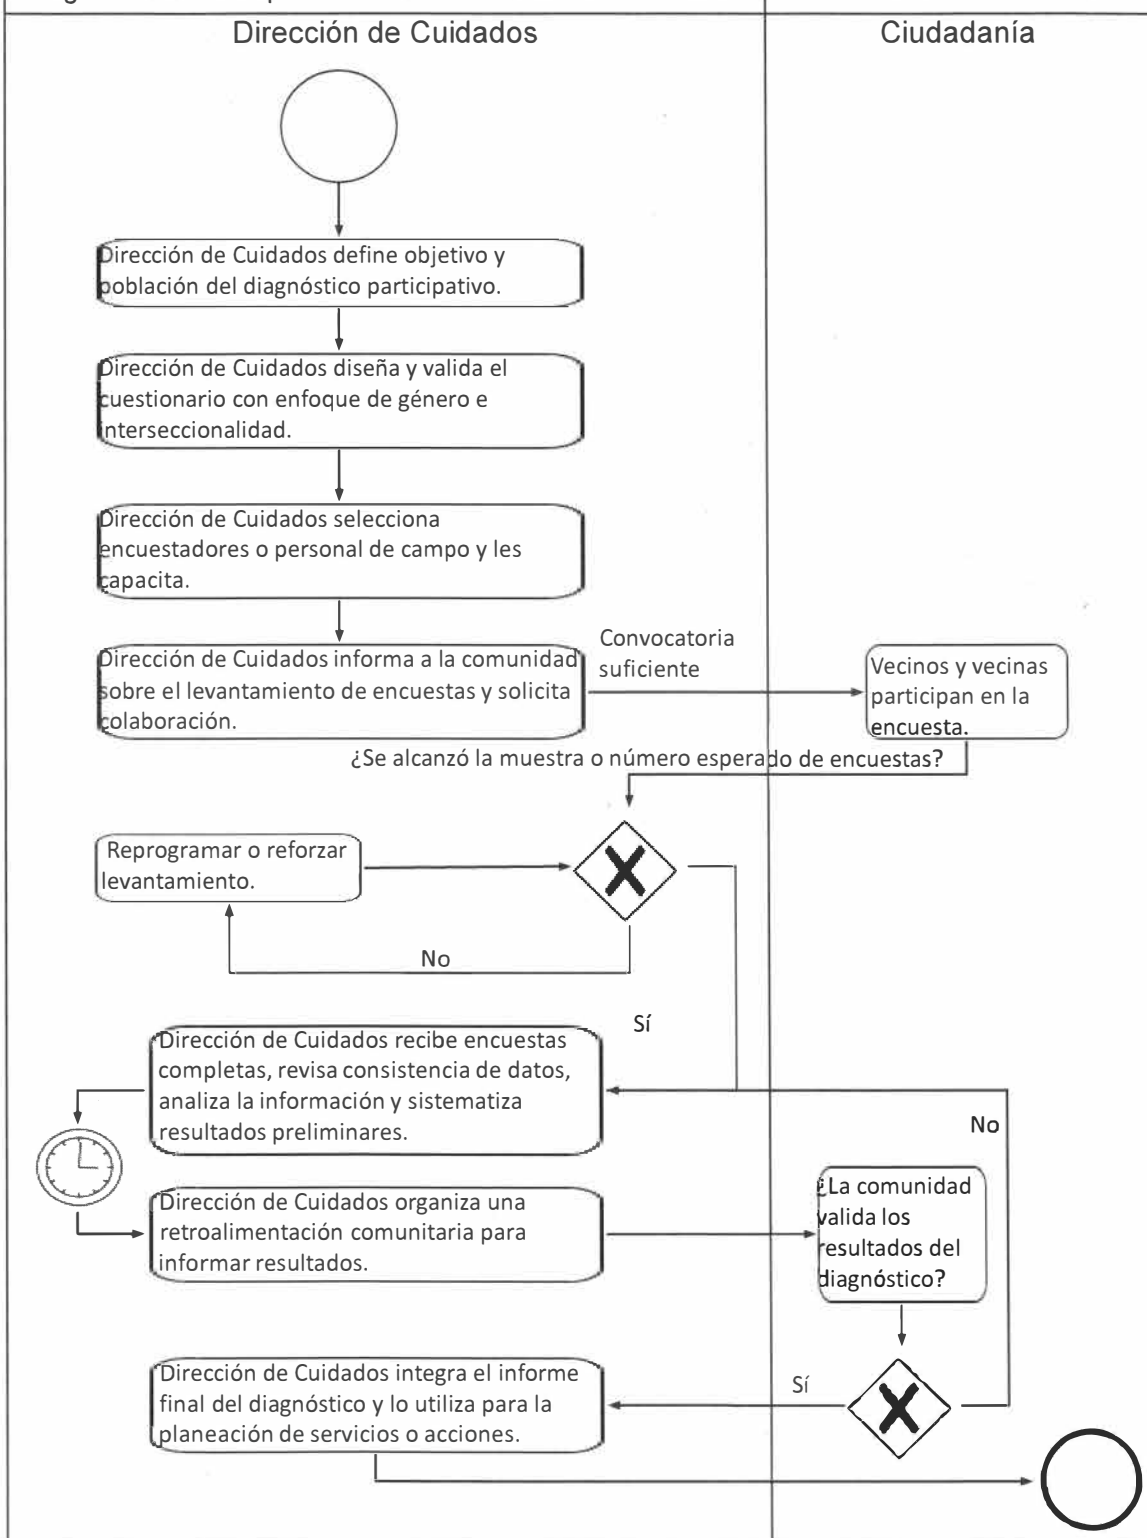 Dirección de Cuidados
Ciudadanía
Dirección de Cuidados define objetivo y
población del diagnóstico participativo.
Dirección de Cuidados diseña y valida el
cuestionario con enfoque de género e
interseccionalidad.
Dirección de Cuidados selecciona
encuestadores o personal de campo y les
capacita.
Dirección de Cuidados informa a la comunidad
sobre el levantamiento de encuestas y solicita
colaboración.
Convocatoria
suficiente
Vecinos y vecinas
participan en la
encuesta.
¿Se alcanzó la muestra o número esperado de encuestas?
Reprogramar o reforzar
levantamiento.
No
Sí
Dirección de Cuidados recibe encuestas
completas, revisa consistencia de datos,
analiza la información y sistematiza
resultados preliminares.
No
Dirección de Cuidados organiza una
retroalimentación comunitaria para
informar resultados.
¿La comunidad
valida los
resultados del
diagnóstico?
Dirección de Cuidados integra el informe
final del diagnóstico y lo utiliza para la
planeación de servicios o acciones.
Sí